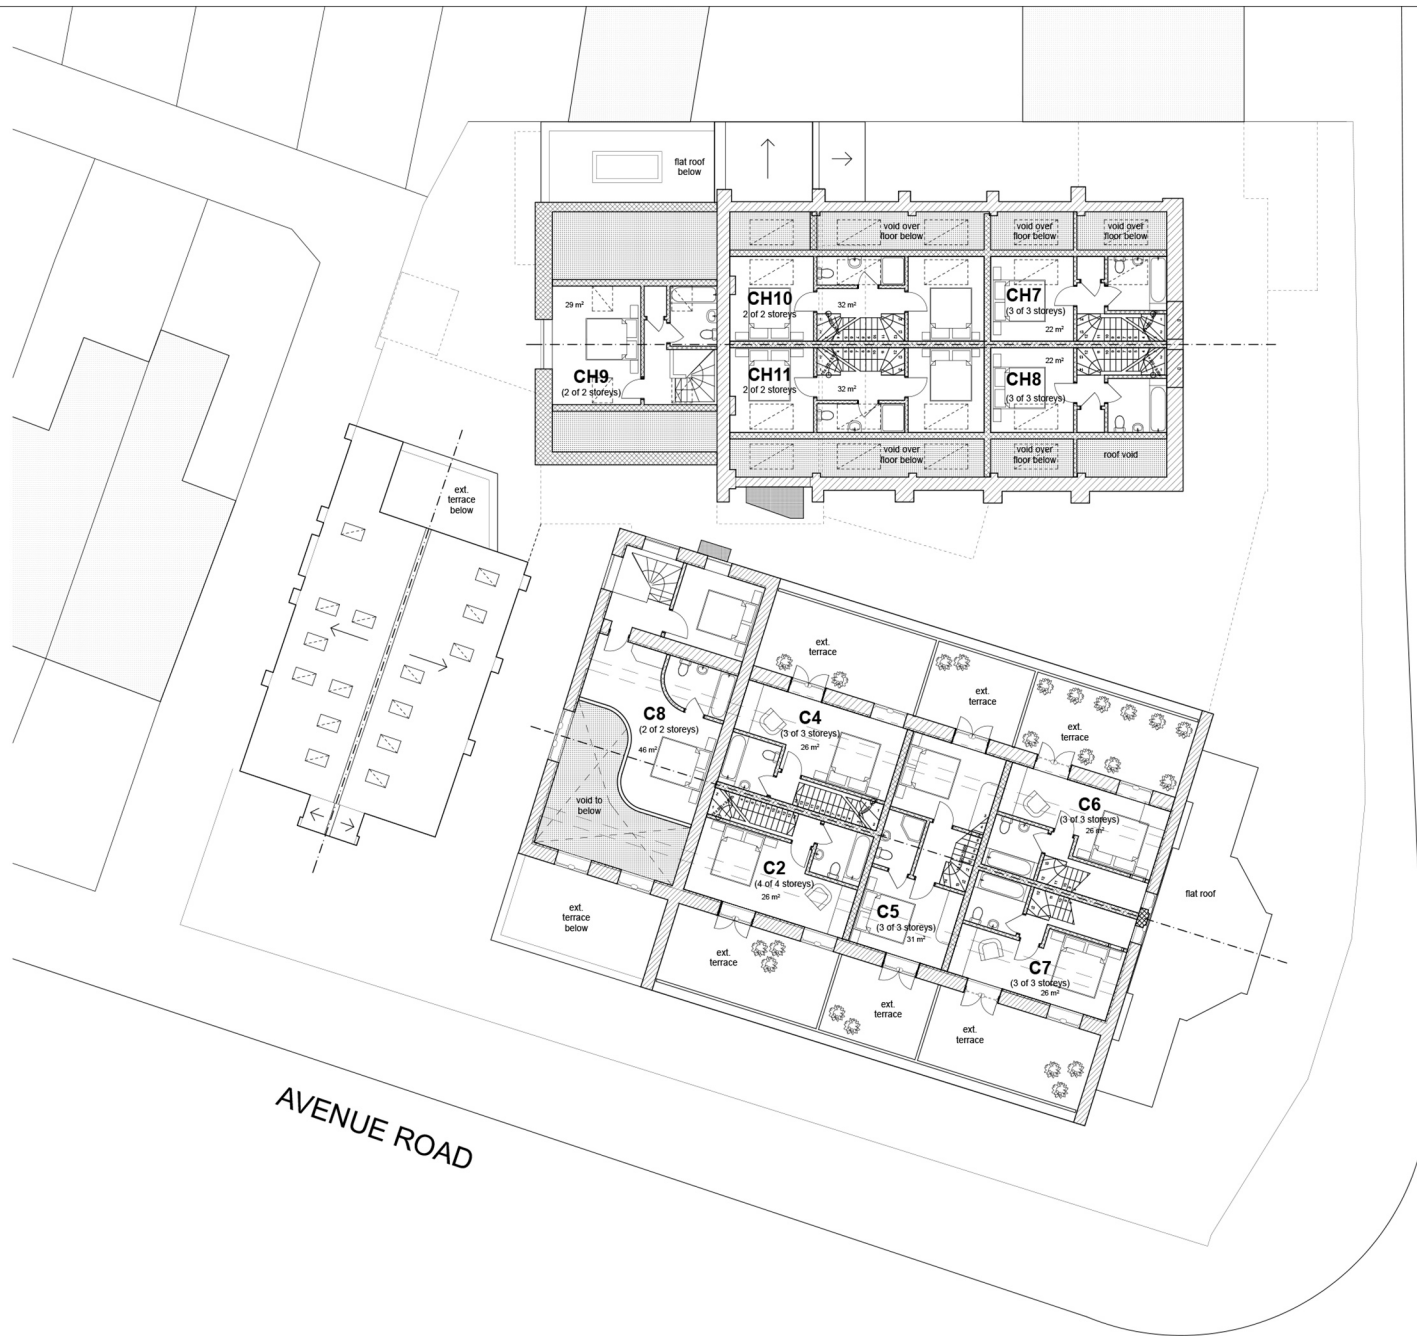 flat roof
below
void over
floor below
void over
floor below
void over
floor below
29 m²
CH10
2 of 2 storeys
32 m²
CH7
(3 of 3 storeys)
22 m²
CH9
(2 of 2 storeys)
CH11
2 of 2 storeys
32 m²
22 m²
CH8
(3 of 3 storeys)
void over
floor below
void over
floor below
roof void
ext.
terrace
below
ext.
terrace
ext.
terrace
ext.
terrace
C8
(2 of 2 storeys)
46 m²
C4
(3 of 3 storeys)
26 m²
void to
below
C6
(3 of 3 storeys)
26 m²
C2
(4 of 4 storeys)
26 m²
flat roof
ext.
terrace
below
C5
(3 of 3 storeys)
31 m²
ext.
terrace
C7
(3 of 3 storeys)
26 m²
ext.
terrace
ext.
terrace
AVENUE ROAD